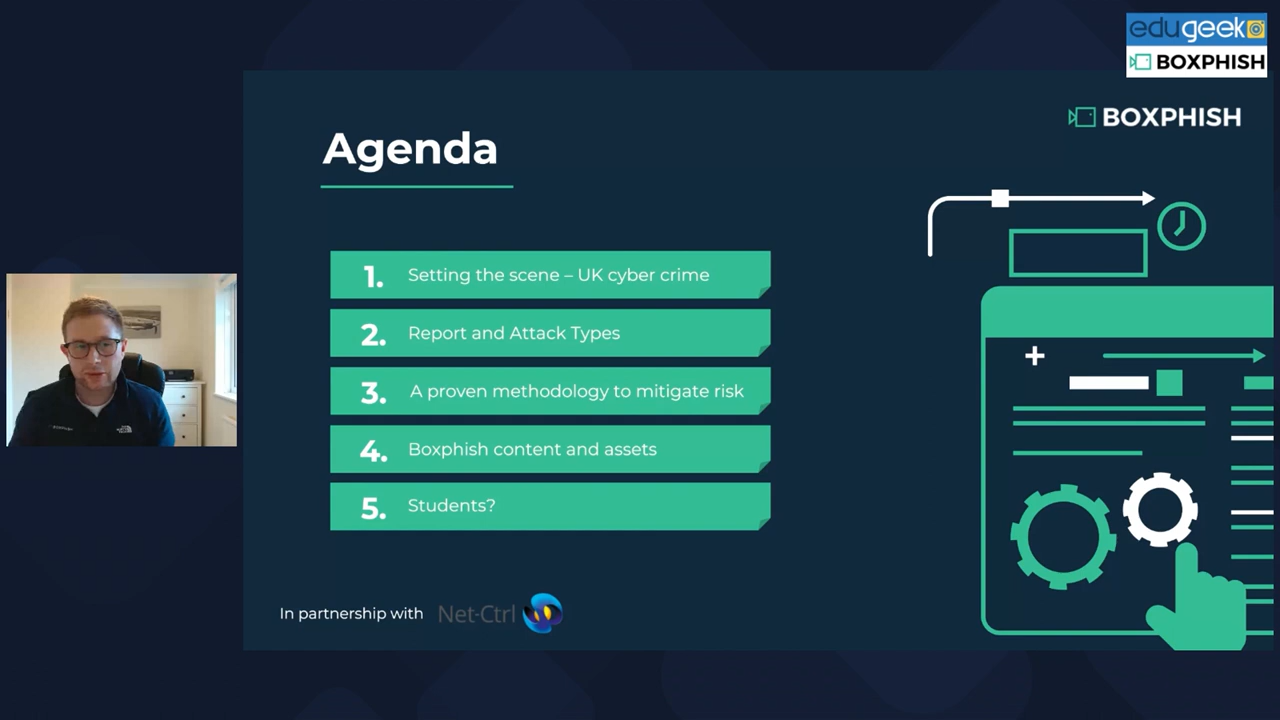 edugeek
BOXPHISH
BOXPHISH
Agenda
1. Setting the scene – UK cyber crime
2. Report and Attack Types
3. A proven methodology to mitigate risk
4. Boxphish content and assets
5. Students?
In partnership with Net-Ctrl